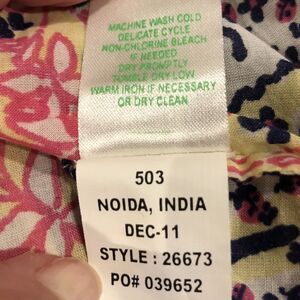 MACHINE WASH COLD
DELICATE CYCLE
NON-CHLORINE BLEACH
IF NEEDED
DRY PROMPTLY
TUMBLE DRY LOW
WARM IRON IF NECESSARY
OR DRY CLEAN
503
NOIDA, INDIA
DEC-11
STYLE : 26673
PO# 039652